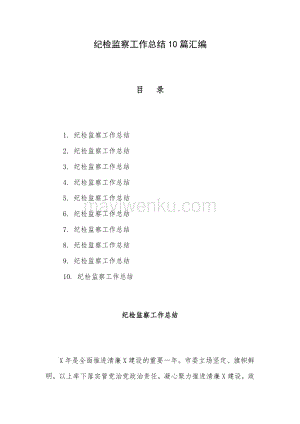 纪检监察工作总结10篇汇编
目 录
1. 纪检监察工作总结
2. 纪检监察工作总结
3. 纪检监察工作总结
4. 纪检监察工作总结
5. 纪检监察工作总结
6. 纪检监察工作总结
7. 纪检监察工作总结
8. 纪检监察工作总结
9. 纪检监察工作总结
10. 纪检监察工作总结
mayiwenku.com
纪检监察工作总结
X年是全面推进清廉X建设的重要一年。市委立场坚定、旗帜鲜
明，以上率下落实管党治党政治责任，凝心聚力推进清廉X建设，政